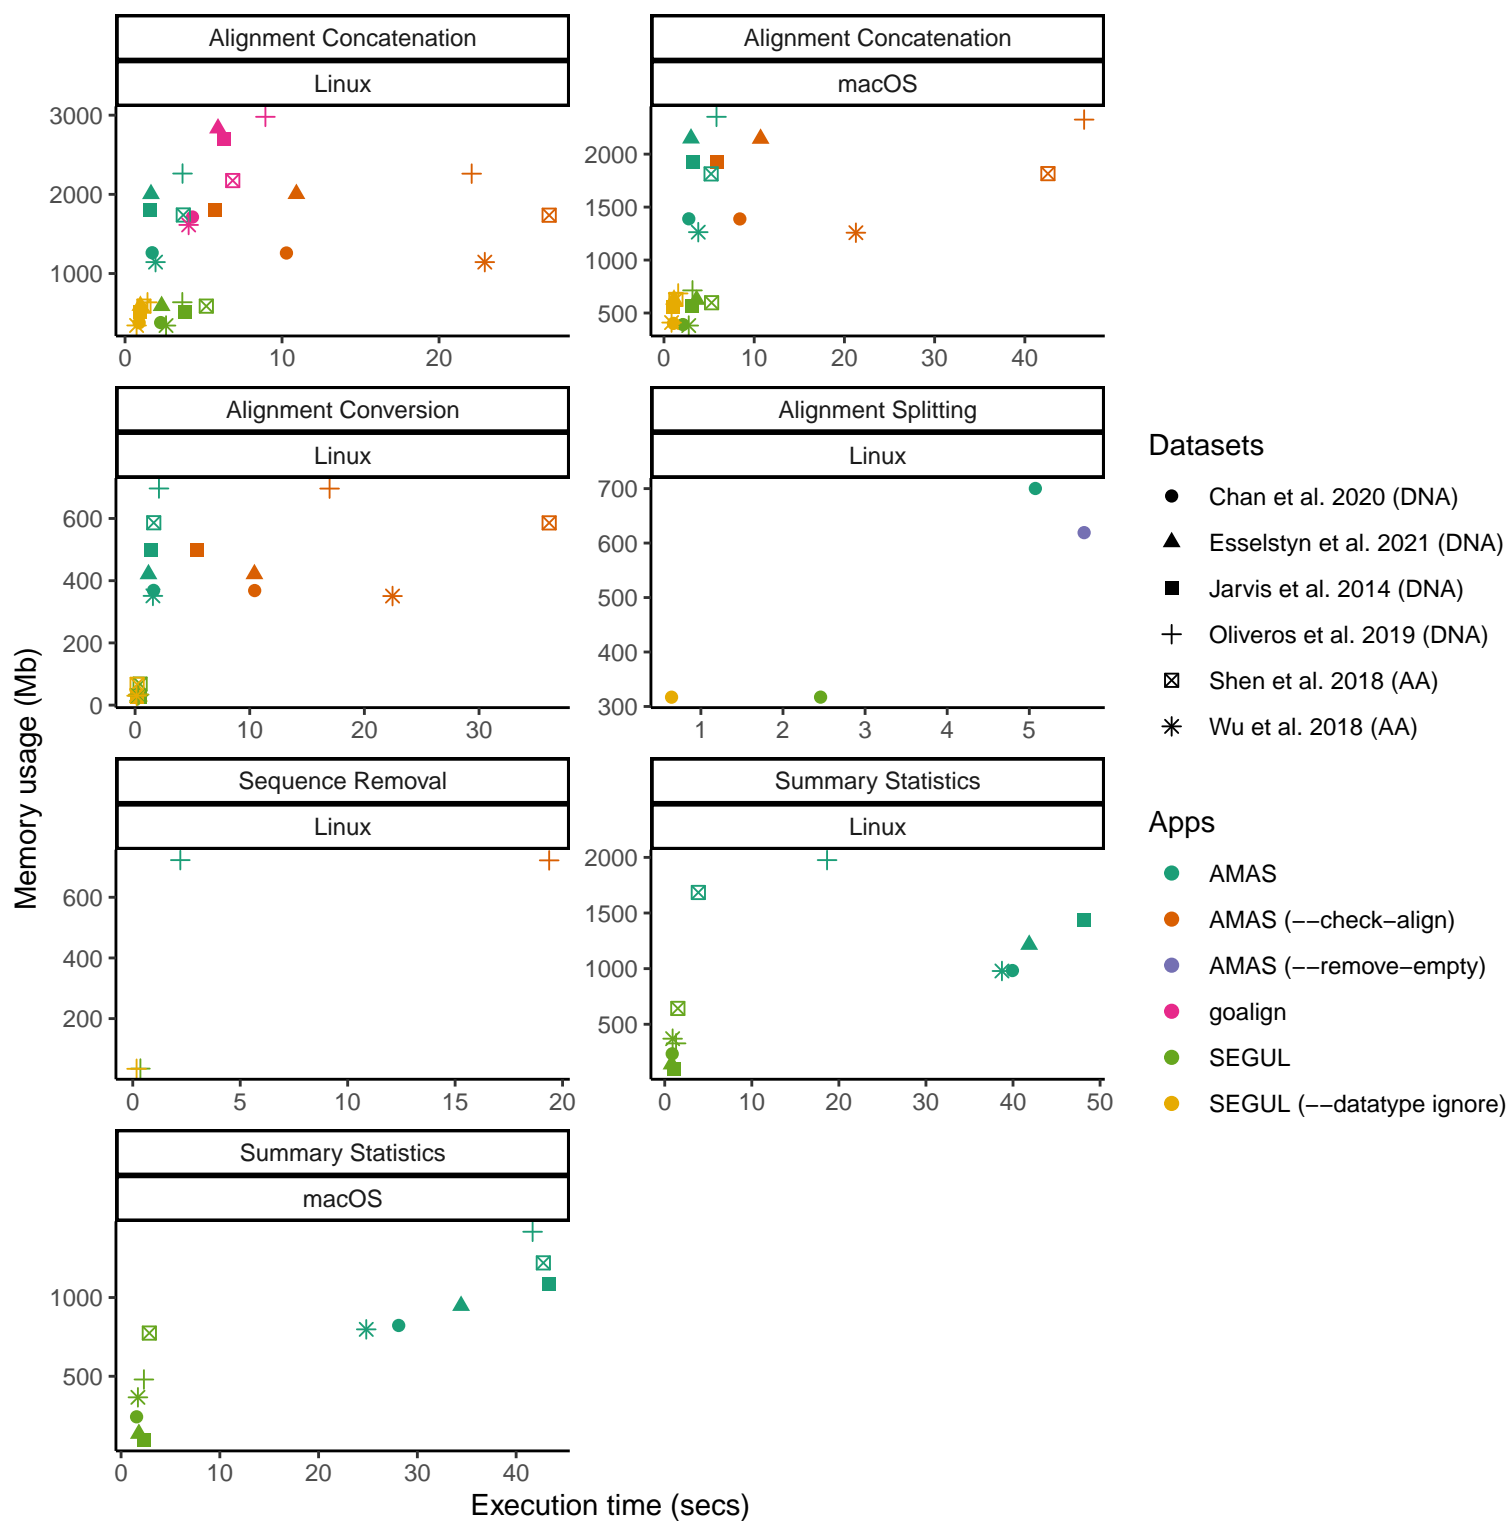 Alignment Concatenation
Linux
3000
2000
1000
0 10 20
Alignment Concatenation
macOS
2000
1500
1000
500
0 10 20 30 40
Alignment Conversion
Linux
600
400
200
0
0 10 20 30
Alignment Splitting
Linux
700
600
500
400
300
1 2 3 4 5
Sequence Removal
Linux
600
400
200
0 5 10 15 20
Summary Statistics
Linux
2000
1500
1000
500
0 10 20 30 40 50
Summary Statistics
macOS
1000
500
0 10 20 30 40
Memory usage (Mb)
Execution time (secs)
Datasets
Chan et al. 2020 (DNA)
Esselstyn et al. 2021 (DNA)
Jarvis et al. 2014 (DNA)
Oliveros et al. 2019 (DNA)
Shen et al. 2018 (AA)
Wu et al. 2018 (AA)
Apps
AMAS
AMAS (−−check−align)
AMAS (−−remove−empty)
goalign
SEGUL
SEGUL (−−datatype ignore)